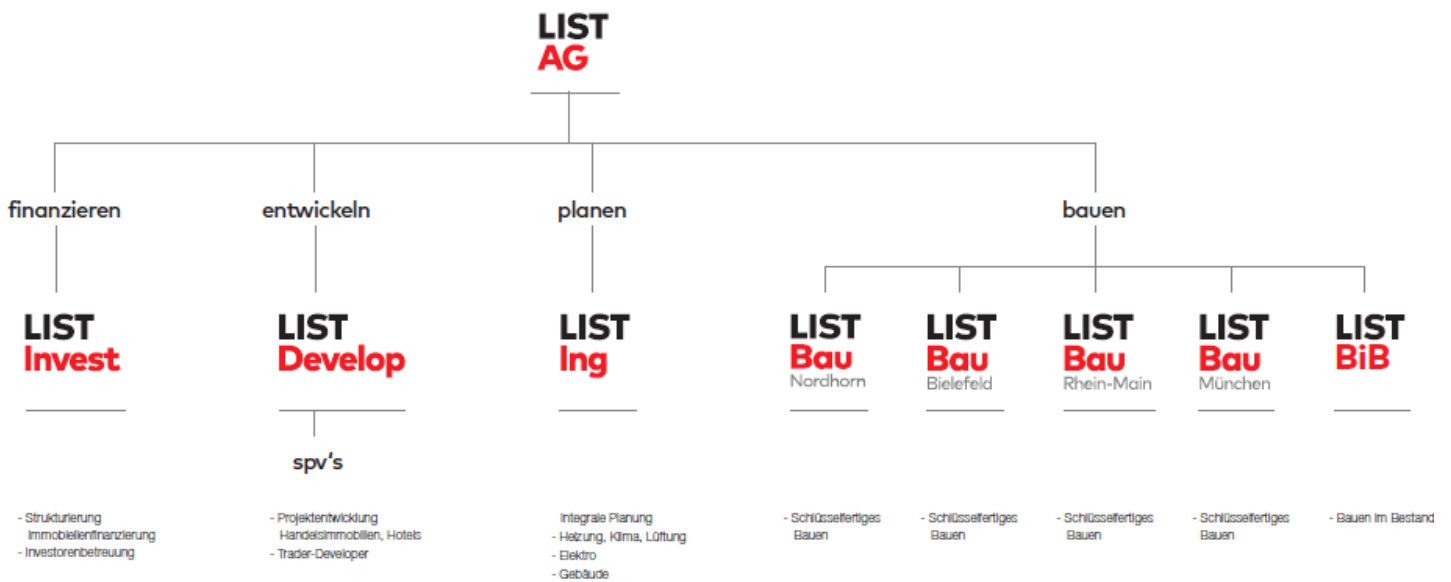 LIST
AG
finanzieren
entwickeln
planen
bauen
LIST
Invest
LIST
Develop
LIST
Ing
LIST
Bau
Nordhorn
LIST
Bau
Bielefeld
LIST
Bau
Rhein-Main
LIST
Bau
München
LIST
BiB
spv's
- Strukturierung
Immobilienfinanzierung
- Investorenbetreuung
- Projektentwicklung
Handelsimmobilien, Hotels
- Trader-Developer
Integrale Planung
- Heizung, Klima, Lüftung
- Elektro
- Gebäude
- Schlüsselfertiges
Bauen
- Schlüsselfertiges
Bauen
- Schlüsselfertiges
Bauen
- Schlüsselfertiges
Bauen
- Bauen im Bestand